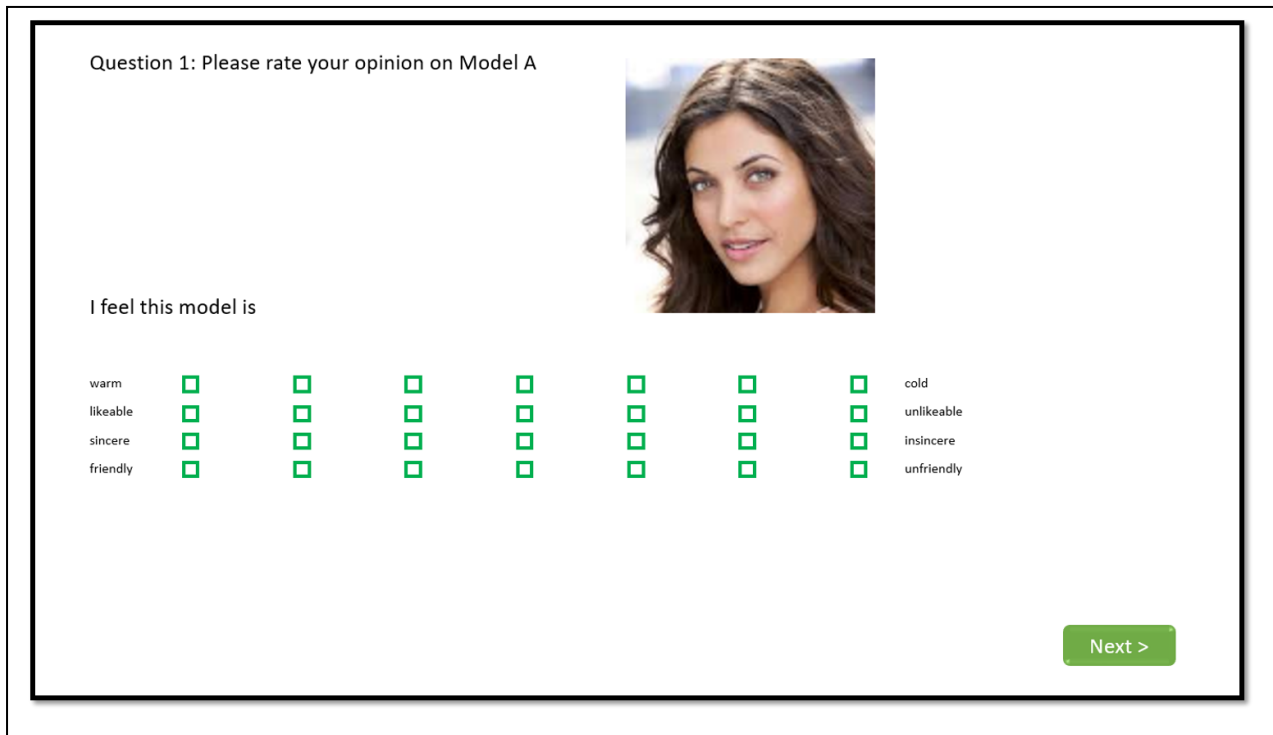 Question 1: Please rate your opinion on Model A
I feel this model is
warm cold
likeable unlikeable
sincere insincere
friendly unfriendly
Next >